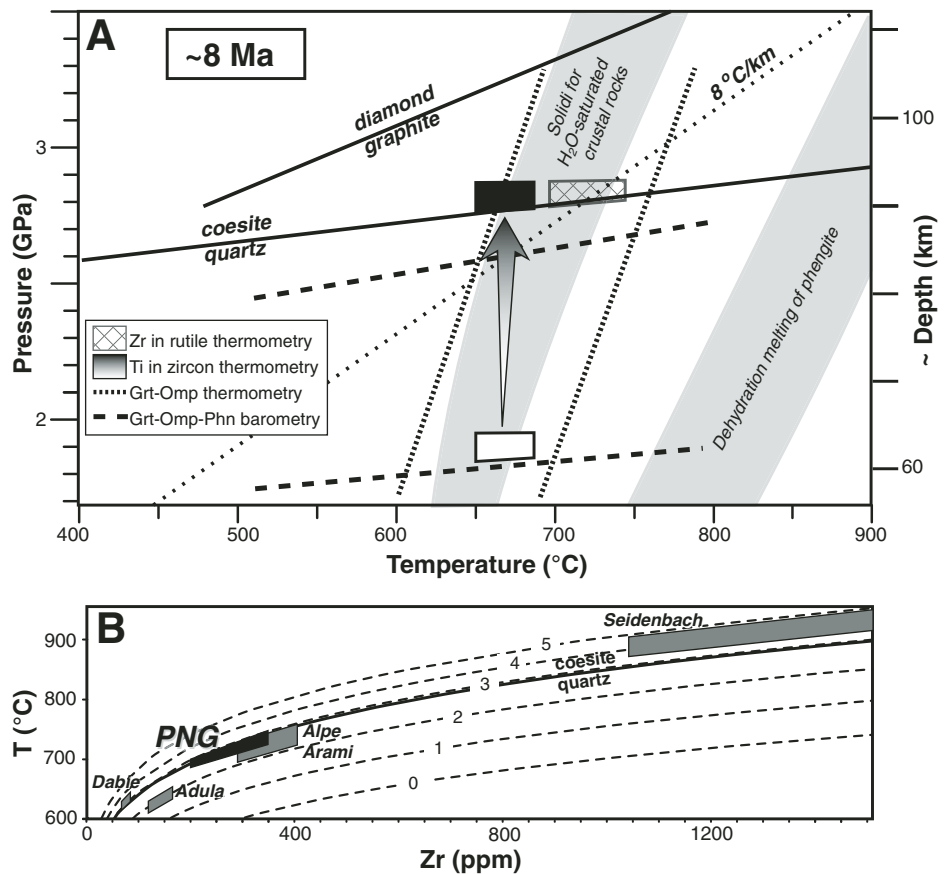 A
~8 Ma
diamond
graphite
Solidi for
H2O-saturated
crustal rocks
8°C/km
coesite
quartz
Dehydration melting of phengite
Zr in rutile thermometry
Ti in zircon thermometry
Grt-Omp thermometry
Grt-Omp-Phn barometry
3
2
Pressure (GPa)
100
60
~ Depth (km)
400 500 600 700 800 900
Temperature (°C)
B
Seidenbach
5
4
coesite
quartz
3
2
1
0
PNG
Alpe
Arami
Dabie
Adula
900
800
700
600
T (°C)
0 400 800 1200
Zr (ppm)